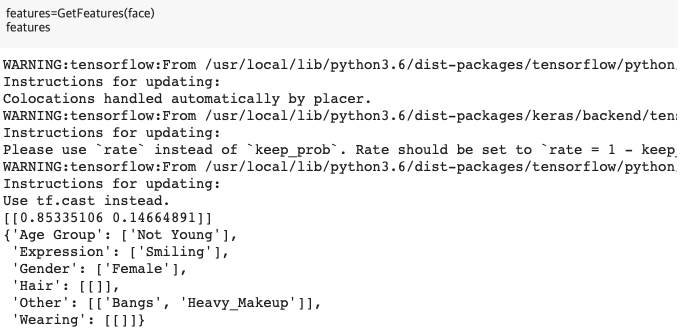 features=GetFeatures(face)
features
WARNING:tensorflow:From /usr/local/lib/python3.6/dist-packages/tensorflow/python
Instructions for updating:
Colocations handled automatically by placer.
WARNING:tensorflow:From /usr/local/lib/python3.6/dist-packages/keras/backend/tens
Instructions for updating:
Please use `rate` instead of `keep_prob`. Rate should be set to `rate = 1 - keep_
WARNING:tensorflow:From /usr/local/lib/python3.6/dist-packages/tensorflow/python
Instructions for updating:
Use tf.cast instead.
[[0.85335106 0.14664891]]
{'Age Group': ['Not Young'],
 'Expression': ['Smiling'],
 'Gender': ['Female'],
 'Hair': [[]],
 'Other': [['Bangs', 'Heavy_Makeup']],
 'Wearing': [[]]}